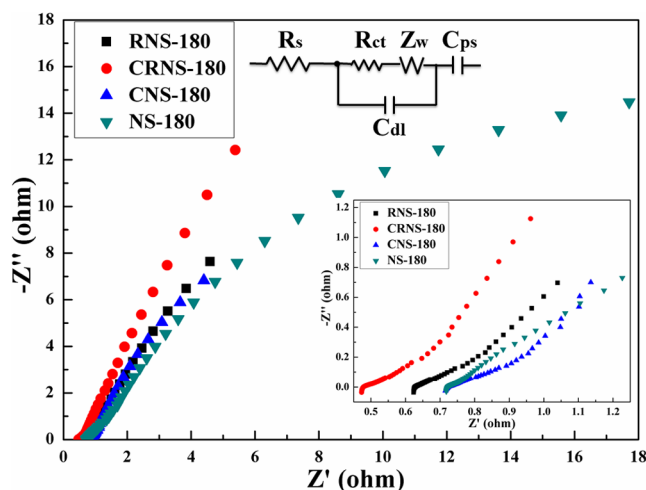 18
16
14
12
10
8
6
4
2
0
-Z'' (ohm)
RNS-180
CRNS-180
CNS-180
NS-180
Rs
Rct
Zw
Cps
Cdl
1.2
1.0
0.8
0.6
0.4
0.2
0.0
-Z'' (ohm)
RNS-180
CRNS-180
CNS-180
NS-180
0.5 0.6 0.7 0.8 0.9 1.0 1.1 1.2
Z' (ohm)
0 2 4 6 8 10 12 14 16 18
Z' (ohm)